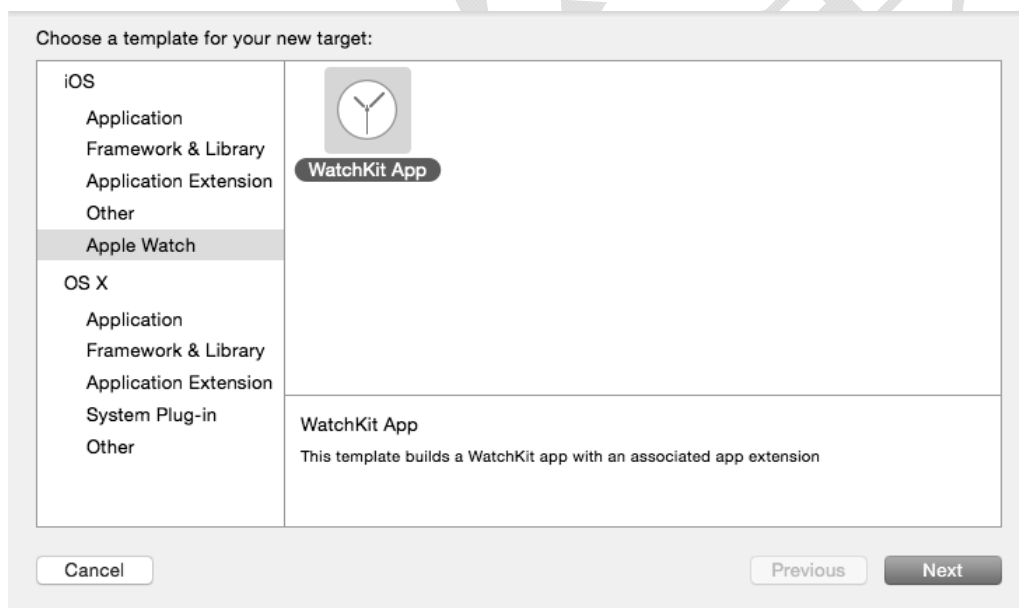 Choose a template for your new target:
iOS
Application
Framework & Library
Application Extension
Other
Apple Watch
OS X
Application
Framework & Library
Application Extension
System Plug-in
Other
WatchKit App
WatchKit App
This template builds a WatchKit app with an associated app extension
Cancel
Previous
Next